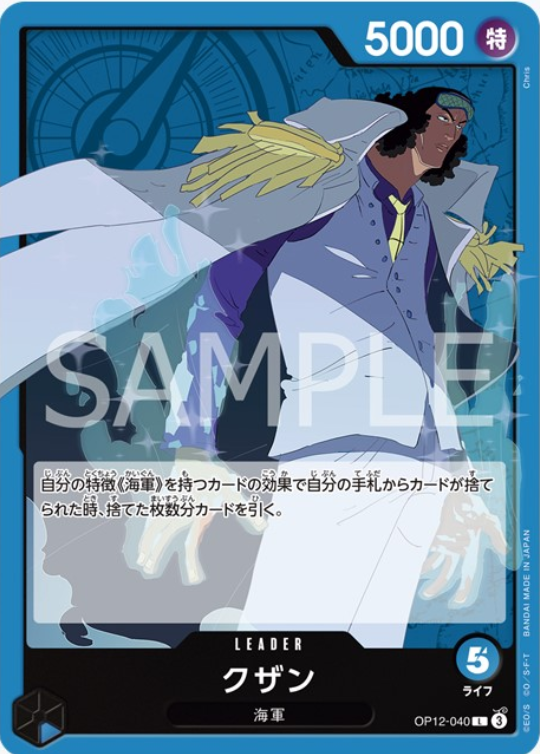 5000 特
Chris
SAMPLE
自分の特徴《海軍》を持つカードの効果で自分の手札からカードが捨て
られた時、捨てた枚数分カードを引く。
LEADER
クザン
海軍
5
ライフ
OP12-040 L 3
©E.O/S ©O/S・F・T BANDAI MADE IN JAPAN